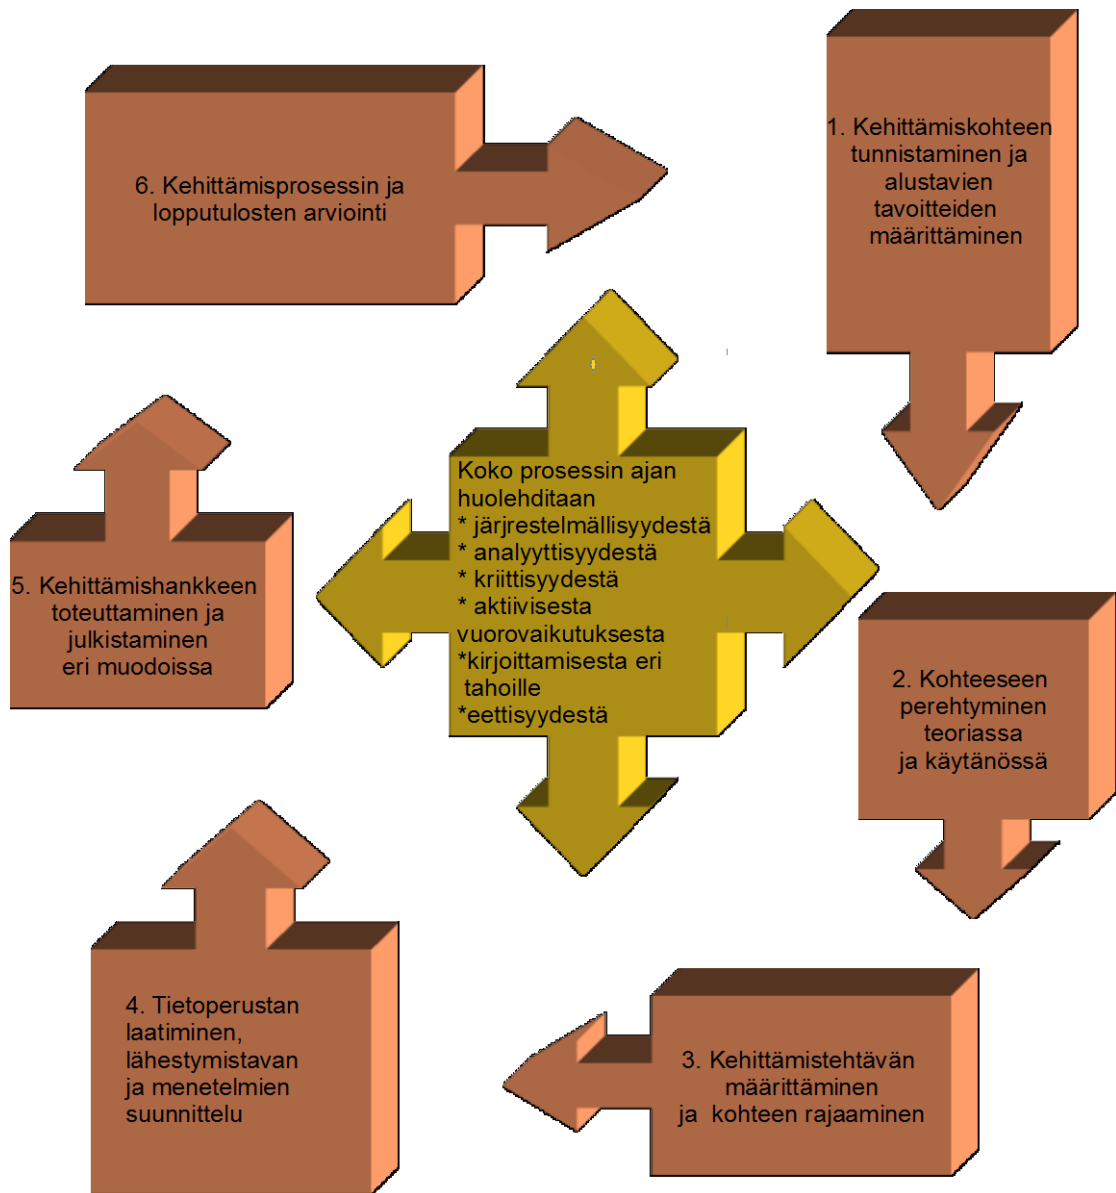 1. Kehittämiskohteen
tunnistaminen ja
alustavien
tavoitteiden
määrittäminen
2. Kohteeseen
perehtyminen
teoriassa
ja käytänössä
3. Kehittämistehtävän
määrittäminen
ja kohteen rajaaminen
4. Tietoperustan
laatiminen,
lähestymistavan
ja menetelmien
suunnittelu
5. Kehittämishankkeen
toteuttaminen ja
julkistaminen
eri muodoissa
6. Kehittämisprosessin ja
lopputulosten arviointi
Koko prosessin ajan
huolehditaan
* järjrestelmällisyydestä
* analyyttisyydestä
* kriittisyydestä
* aktiivisesta
vuorovaikutuksesta
*kirjoittamisesta eri
tahoille
*eettisyydestä